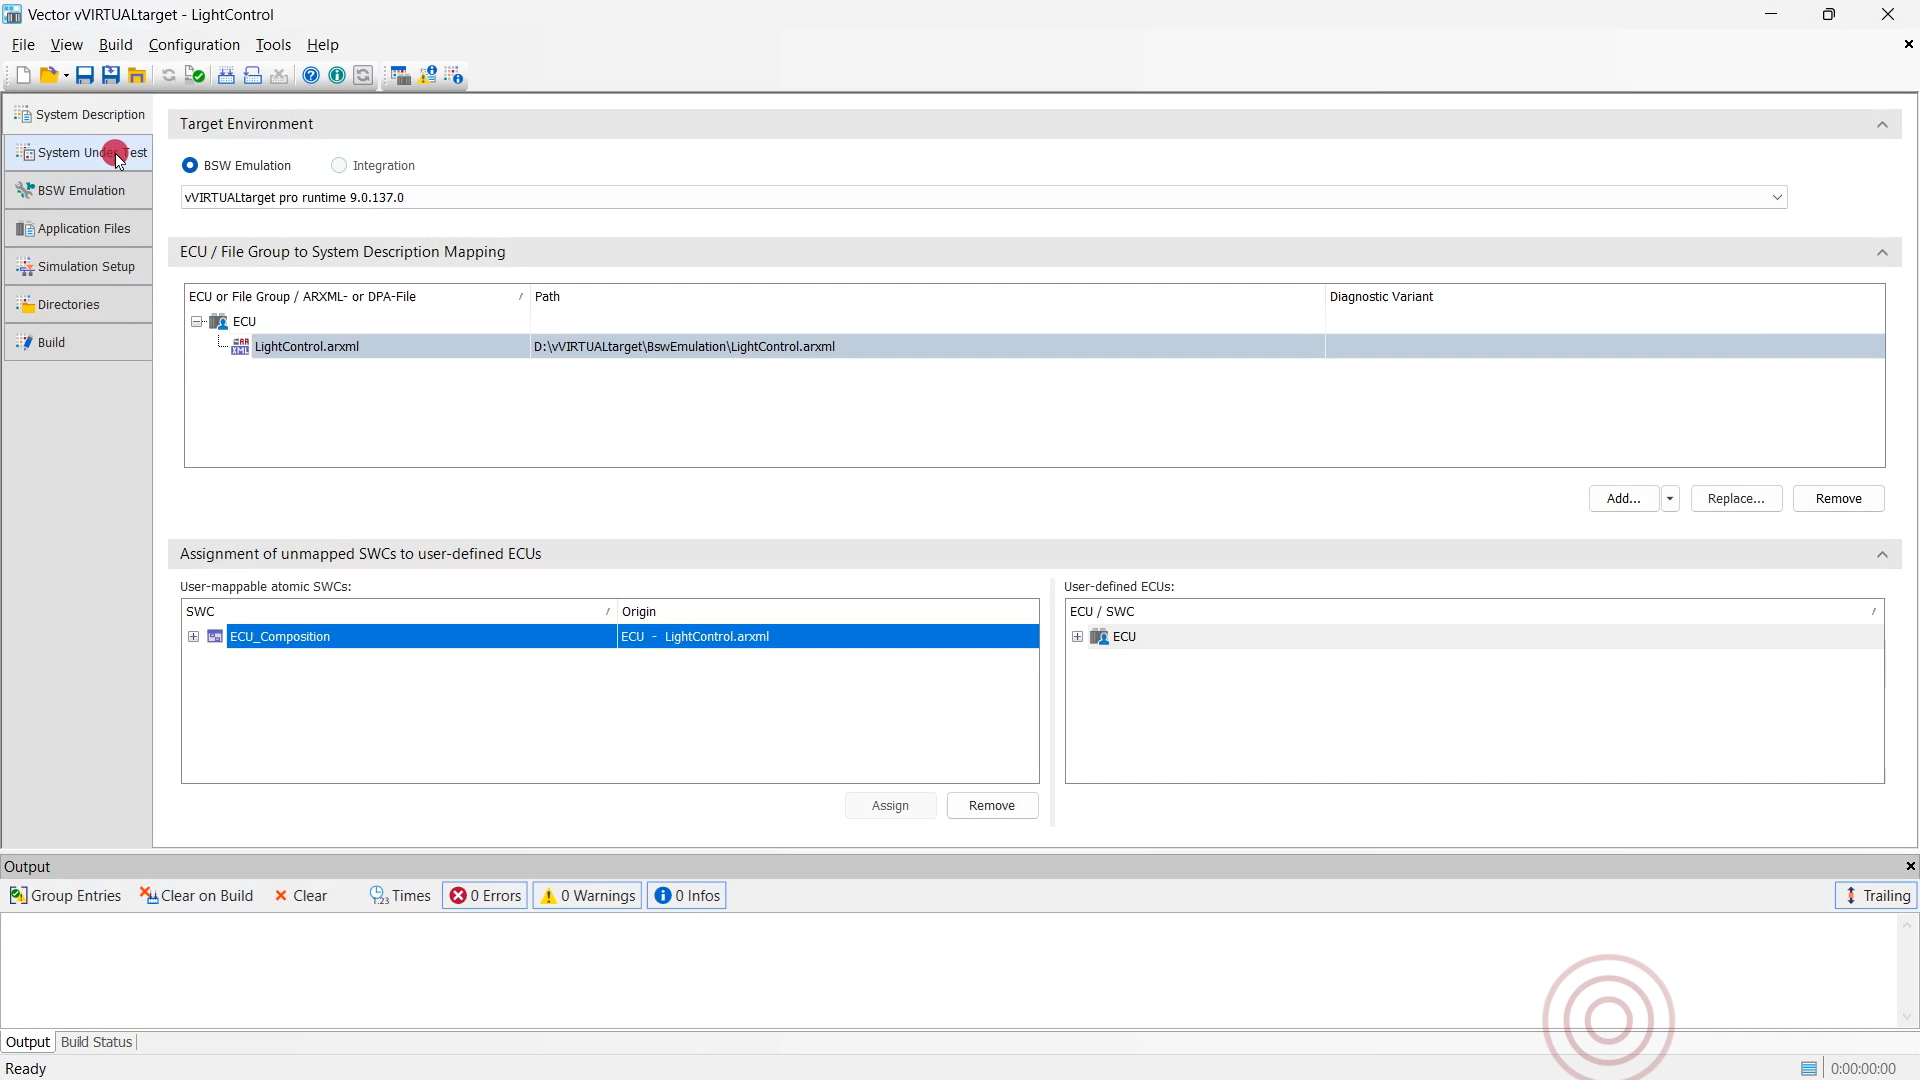 Vector vVIRTUALtarget - LightControl
File View Build Configuration Tools Help
System Description
System Under Test
BSW Emulation
Application Files
Simulation Setup
Directories
Build
Target Environment
BSW Emulation Integration
vVIRTUALtarget pro runtime 9.0.137.0
ECU / File Group to System Description Mapping
ECU or File Group / ARXML- or DPA-File Path Diagnostic Variant
ECU
LightControl.arxml D:\vVIRTUALtarget\BswEmulation\LightControl.arxml
Add... Replace... Remove
Assignment of unmapped SWCs to user-defined ECUs
User-mappable atomic SWCs: User-defined ECUs:
SWC Origin ECU / SWC
ECU_Composition ECU - LightControl.arxml ECU
Assign Remove
Output
Group Entries Clear on Build Clear Times 0 Errors 0 Warnings 0 Infos Trailing
Output Build Status
Ready 0:00:00:00